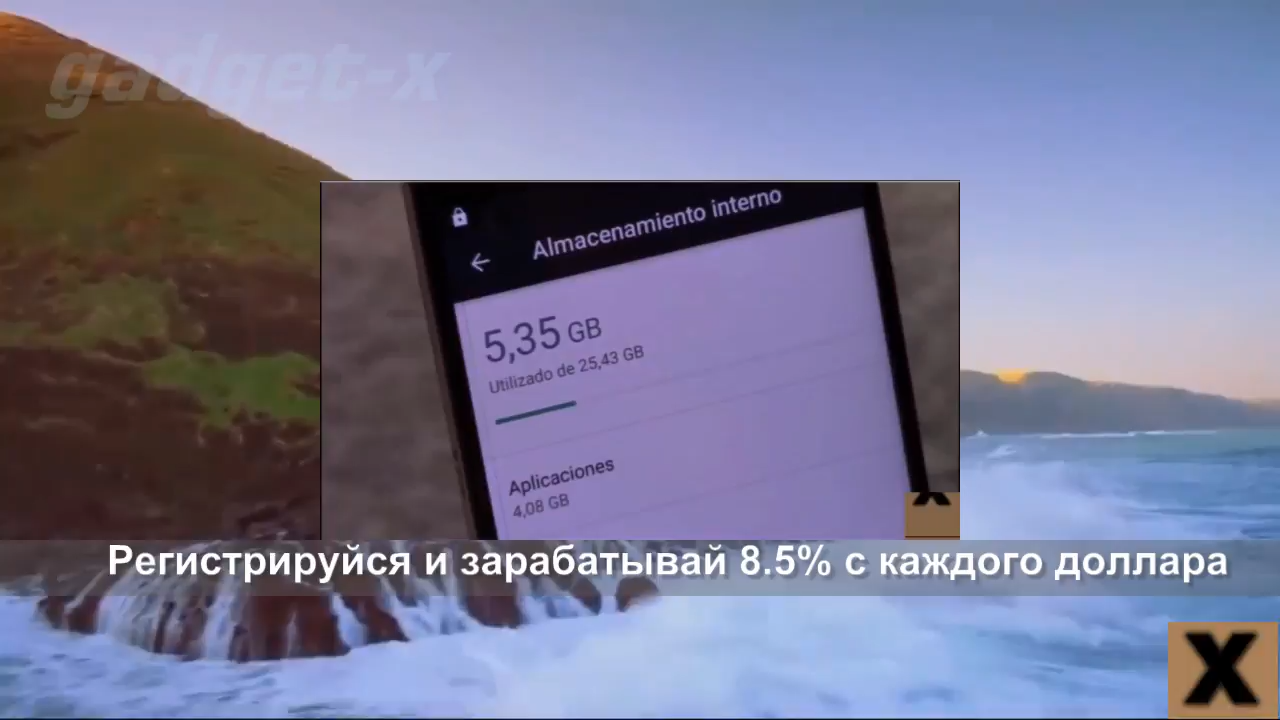 gadget-x
Almacenamiento interno
5,35 GB
Utilizado de 25,43 GB
Aplicaciones
4,08 GB
Регистрируйся и зарабатывай 8.5% с каждого доллара
X